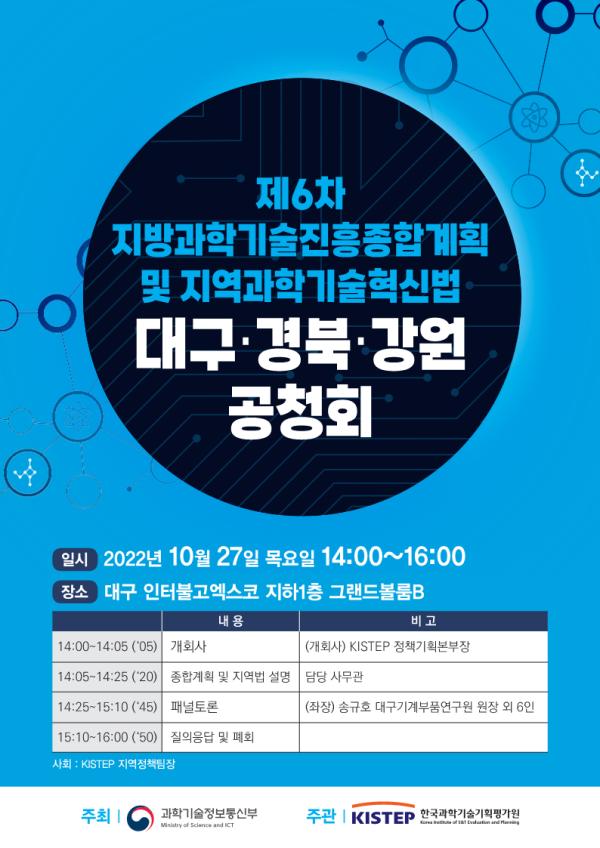 제6차
지방과학기술진흥종합계획
및 지역과학기술혁신법
대구·경북·강원
공청회
일시 2022년 10월 27일 목요일 14:00~16:00
장소 대구 인터불고엑스코 지하1층 그랜드볼룸B
내 용 비 고
14:00~14:05 ('05) 개회사 (개회사) KISTEP 정책기획본부장
14:05~14:25 ('20) 종합계획 및 지역법 설명 담당 사무관
14:25~15:10 ('45) 패널토론 (좌장) 송규호 대구기계부품연구원 원장 외 6인
15:10~16:00 ('50) 질의응답 및 폐회
사회 : KISTEP 지역정책팀장
주최 | 과학기술정보통신부 주관 | KISTEP 한국과학기술기획평가원
Ministry of Science and ICT Korea Institute of S&T Evaluation and Planning